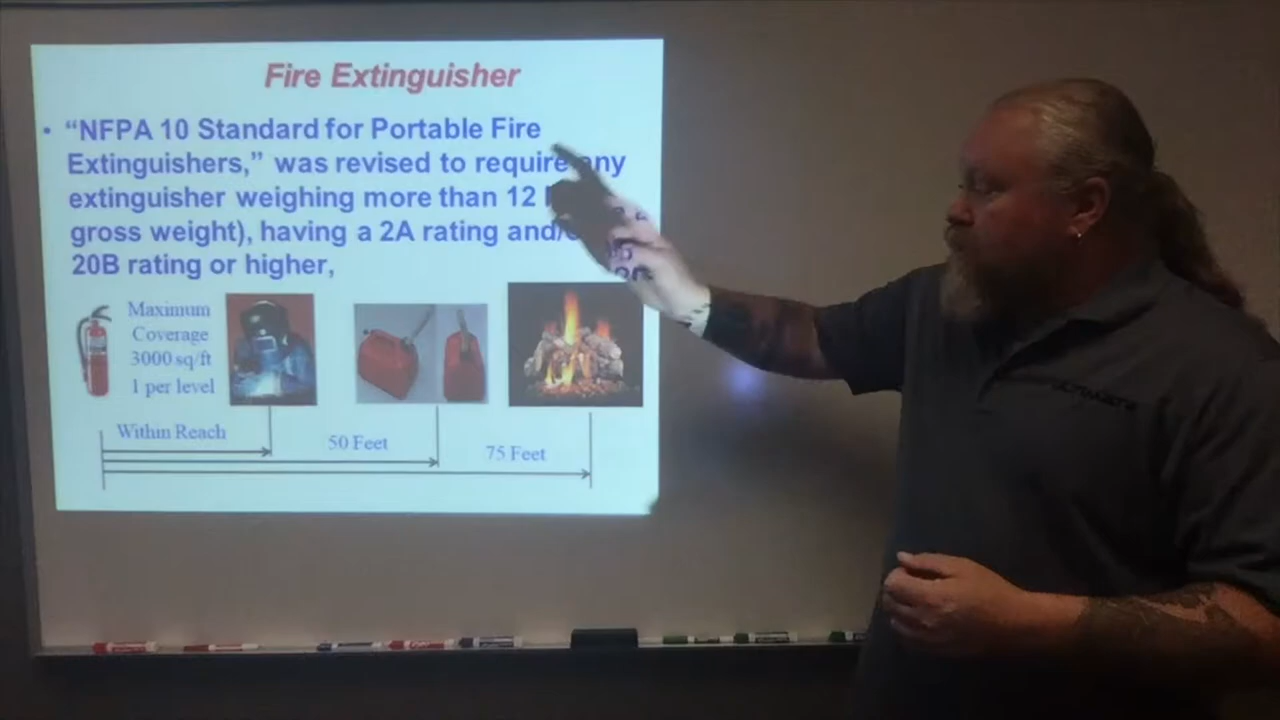 Fire Extinguisher
• “NFPA 10 Standard for Portable Fire
Extinguishers,” was revised to require any
extinguisher weighing more than 12
gross weight), having a 2A rating and/
20B rating or higher,
Maximum
Coverage
3000 sq/ft
1 per level
Within Reach
50 Feet
75 Feet